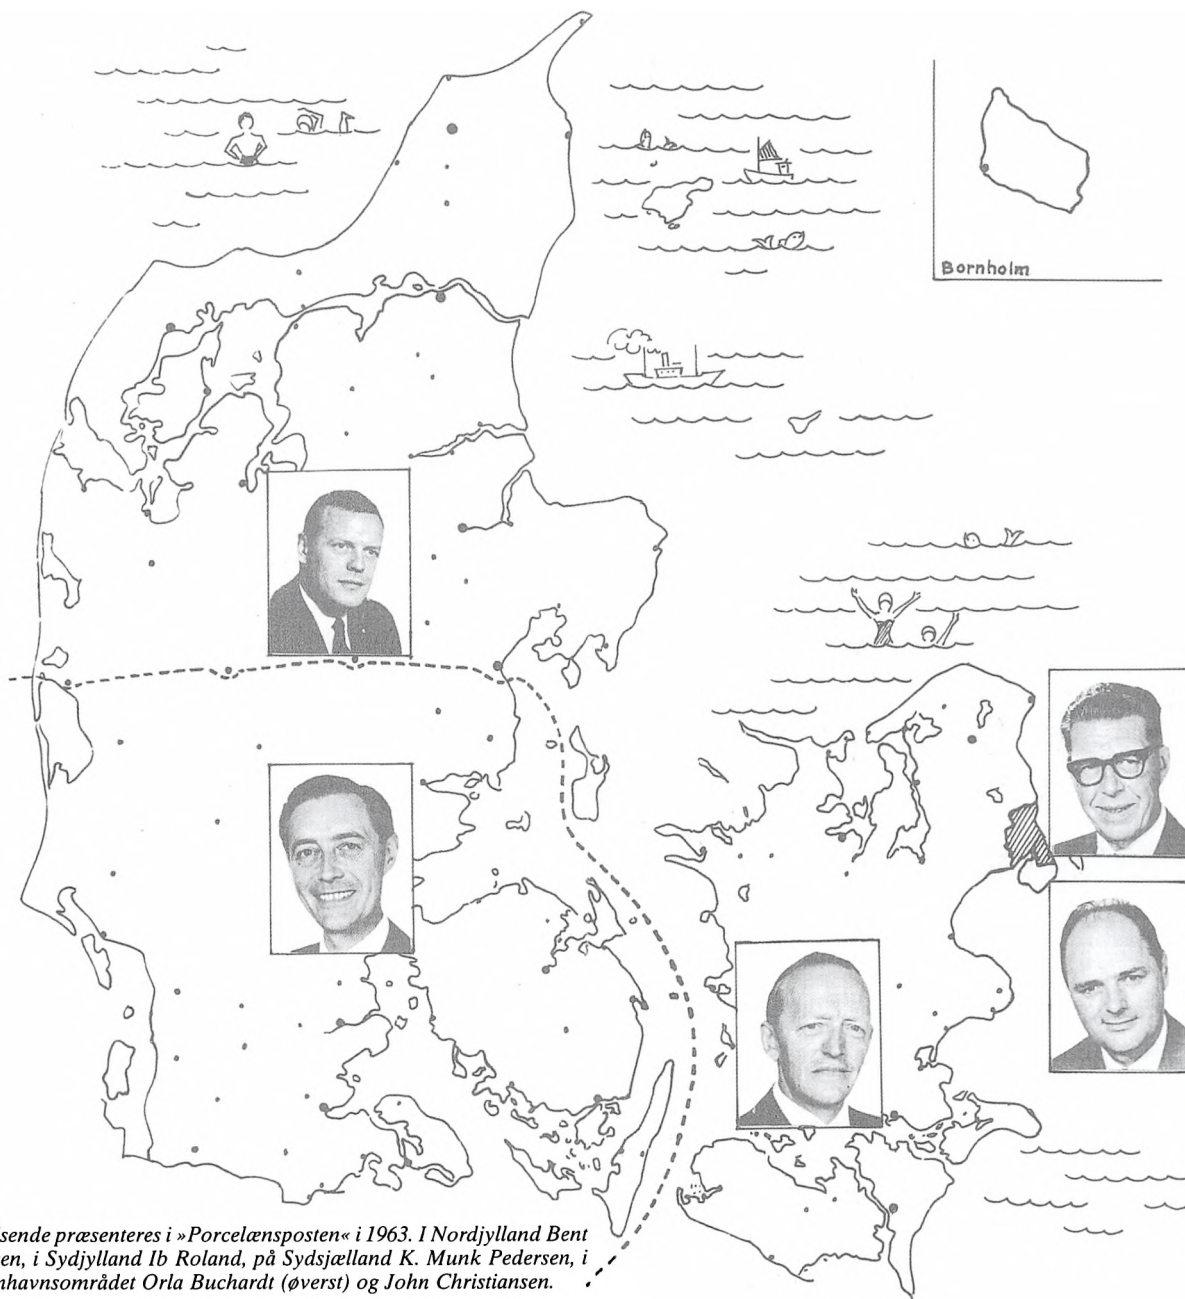 Bornholm
sende præsenteres i »Porcelænsposten« i 1963. I Nordjylland Bent
en, i Sydjylland Ib Roland, på Sydsjælland K. Munk Pedersen, i
nhavnsområdet Orla Buchardt (øverst) og John Christiansen.